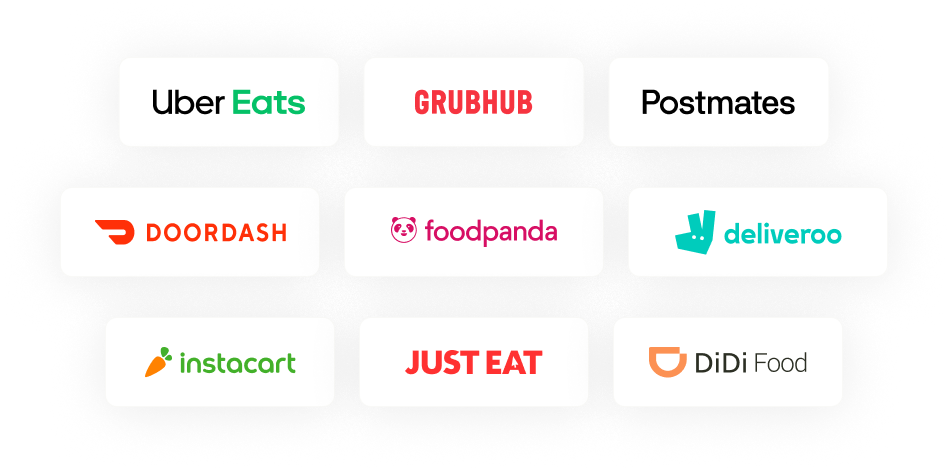 Uber Eats
GRUBHUB
Postmates
DOORDASH
foodpanda
deliveroo
instacart
JUST EAT
DiDi Food